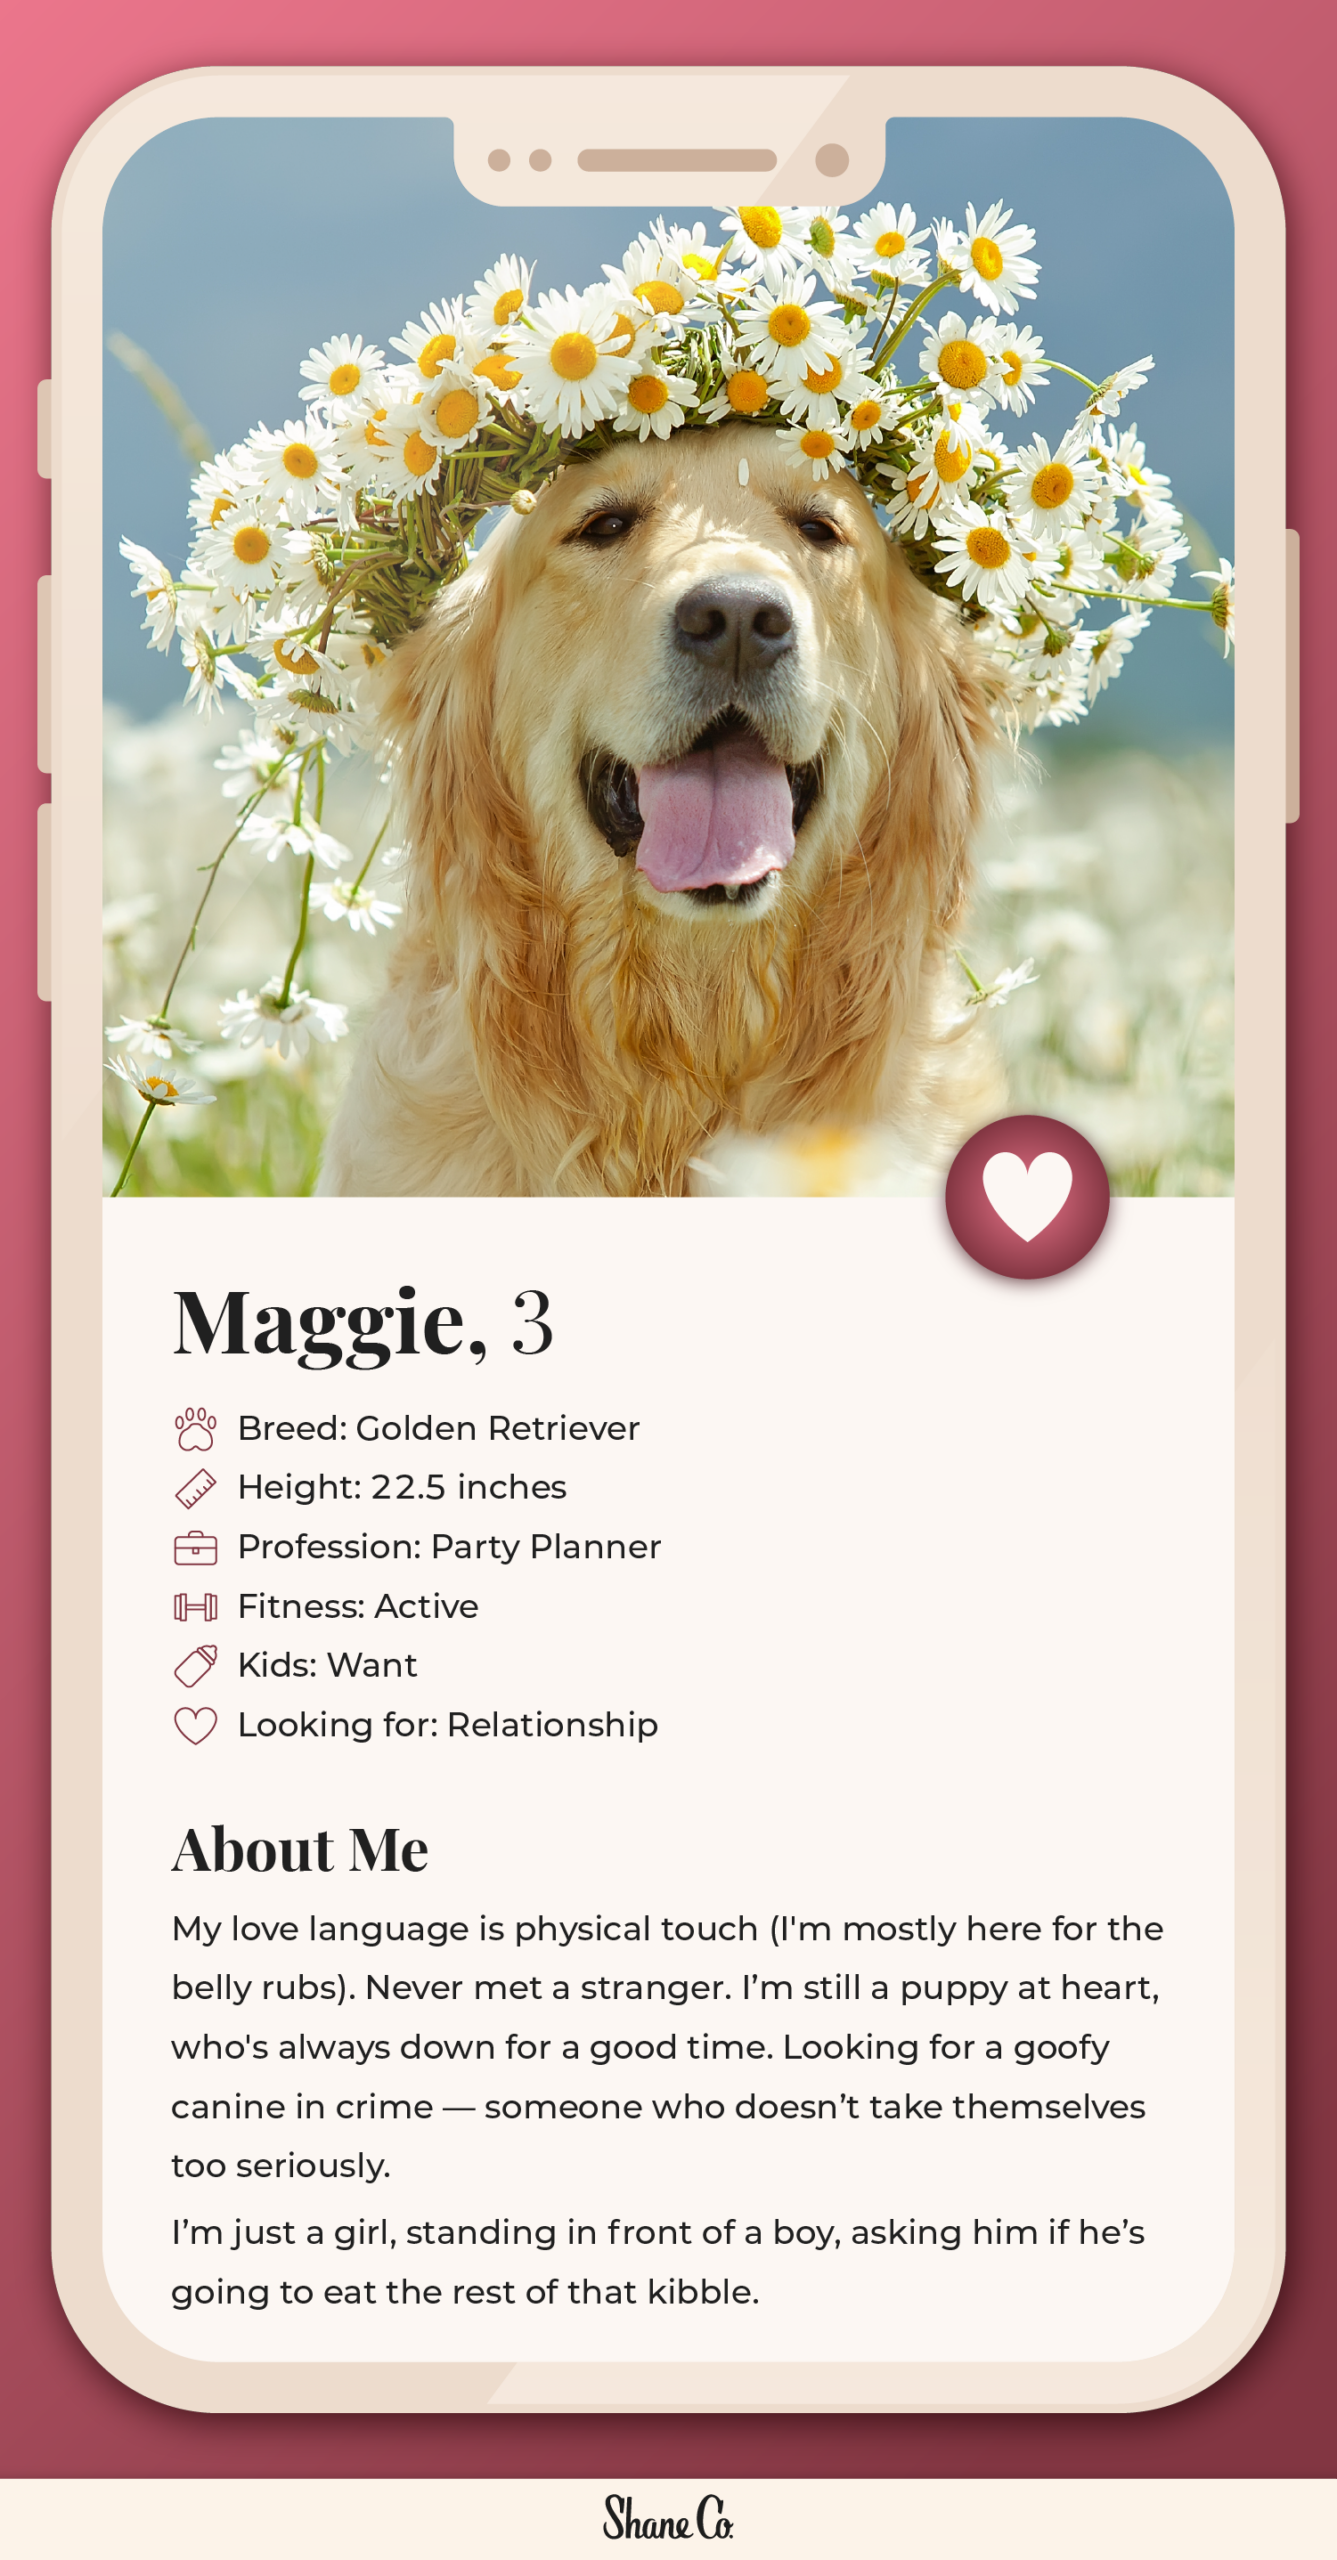 Maggie, 3
Breed: Golden Retriever
Height: 22.5 inches
Profession: Party Planner
Fitness: Active
Kids: Want
Looking for: Relationship
About Me
My love language is physical touch (I'm mostly here for the
belly rubs). Never met a stranger. I’m still a puppy at heart,
who's always down for a good time. Looking for a goofy
canine in crime — someone who doesn’t take themselves
too seriously.
I’m just a girl, standing in front of a boy, asking him if he’s
going to eat the rest of that kibble.
Shane Co.